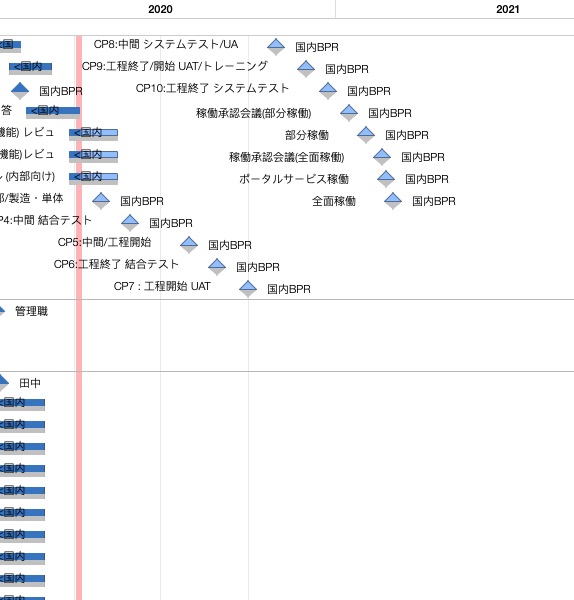 2020 2021
<国 CP8:中間 システムテスト/UA 国内BPR
<国内 CP9:工程終了/開始 UAT/トレーニング 国内BPR
国内BPR CP10:工程終了 システムテスト 国内BPR
答 <国内 稼働承認会議(部分稼働) 国内BPR
機能) レビュ <国内 部分稼働 国内BPR
機能)レビュ <国内 稼働承認会議(全面稼働) 国内BPR
(内部向け) <国内 ポータルサービス稼働 国内BPR
/製造・単体 国内BPR 全面稼働 国内BPR
P4:中間 結合テスト 国内BPR
CP5:中間/工程開始 国内BPR
CP6:工程終了 結合テスト 国内BPR
CP7 : 工程開始 UAT 国内BPR
管理職
田中
<国内
<国内
<国内
<国内
<国内
<国内
<国内
<国内
<国内